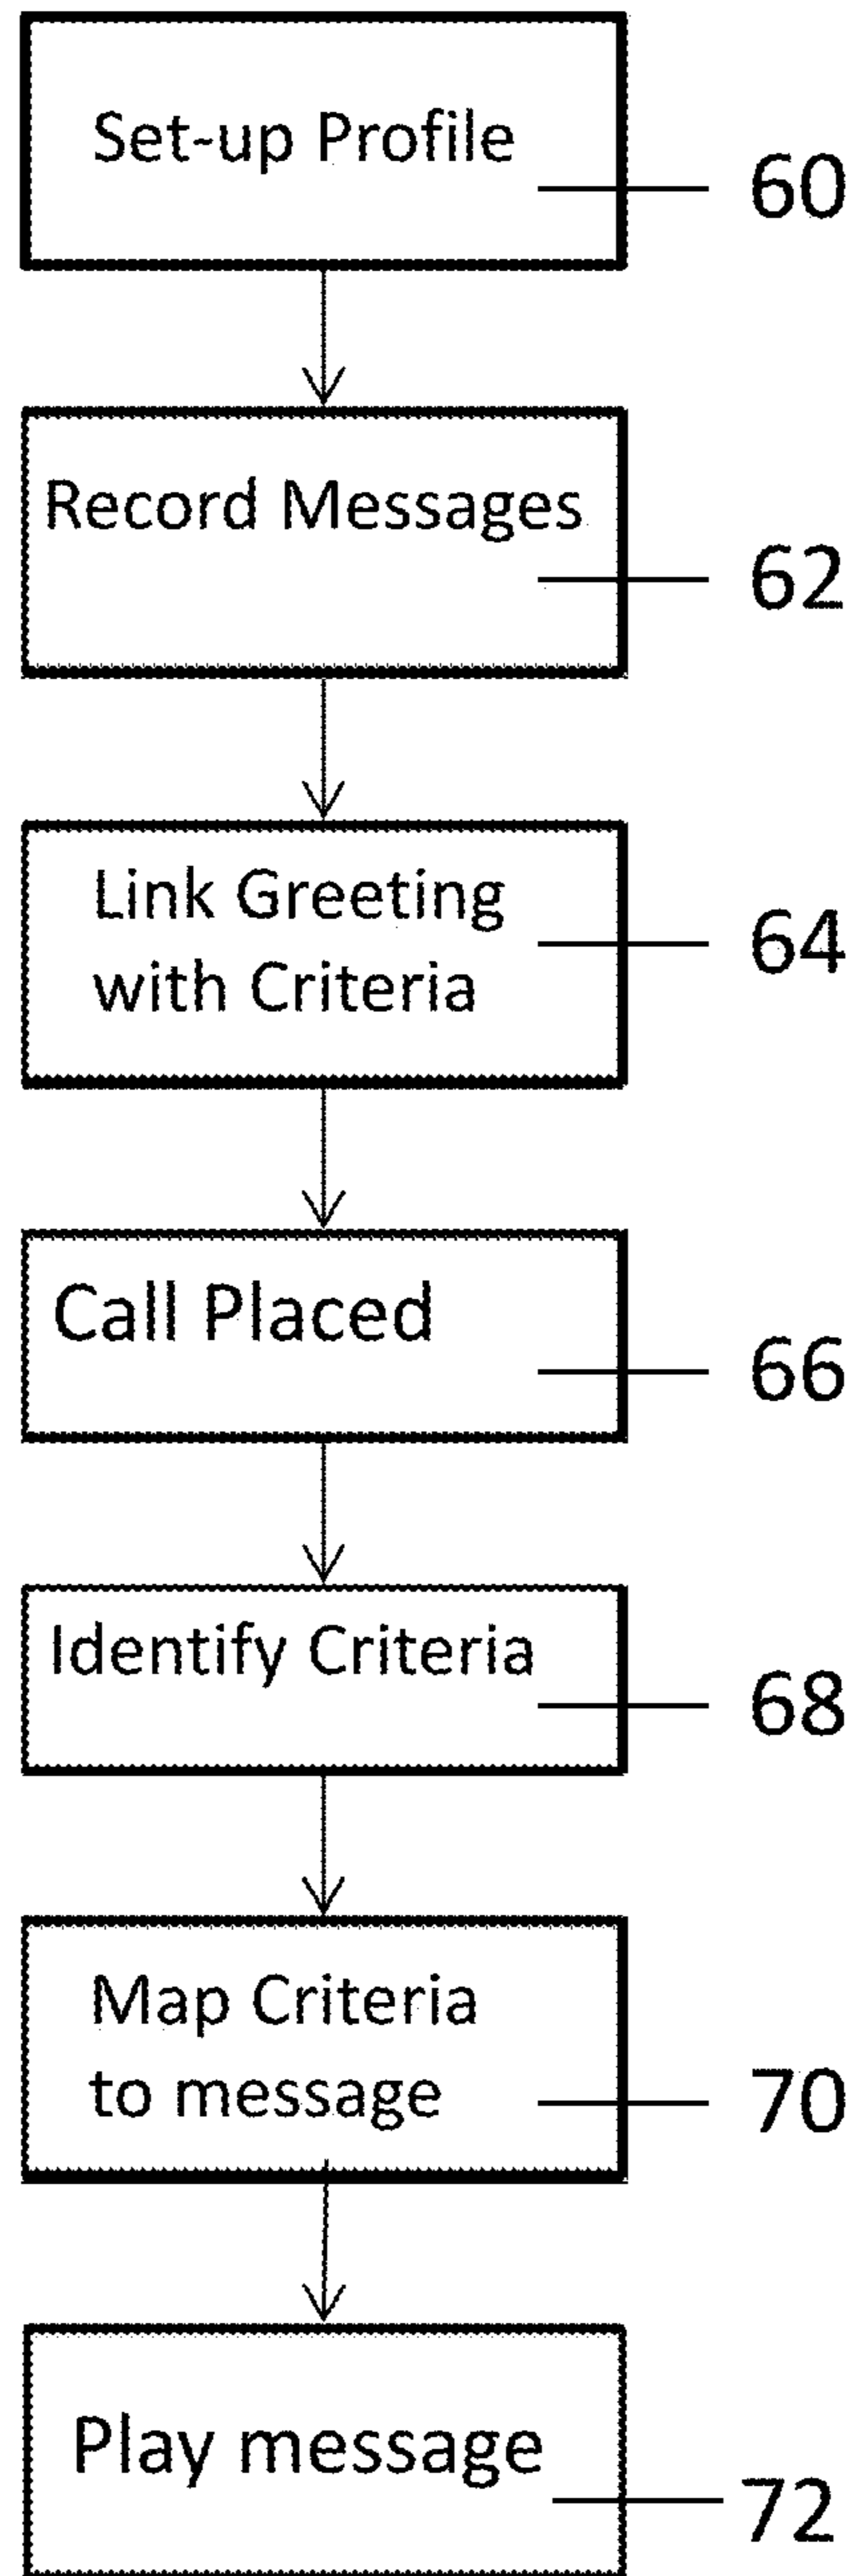 Set-up Profile
60
Record Messages
62
Link Greeting
with Criteria
64
Call Placed
66
Identify Criteria
68
Map Criteria
to message
70
Play message
72